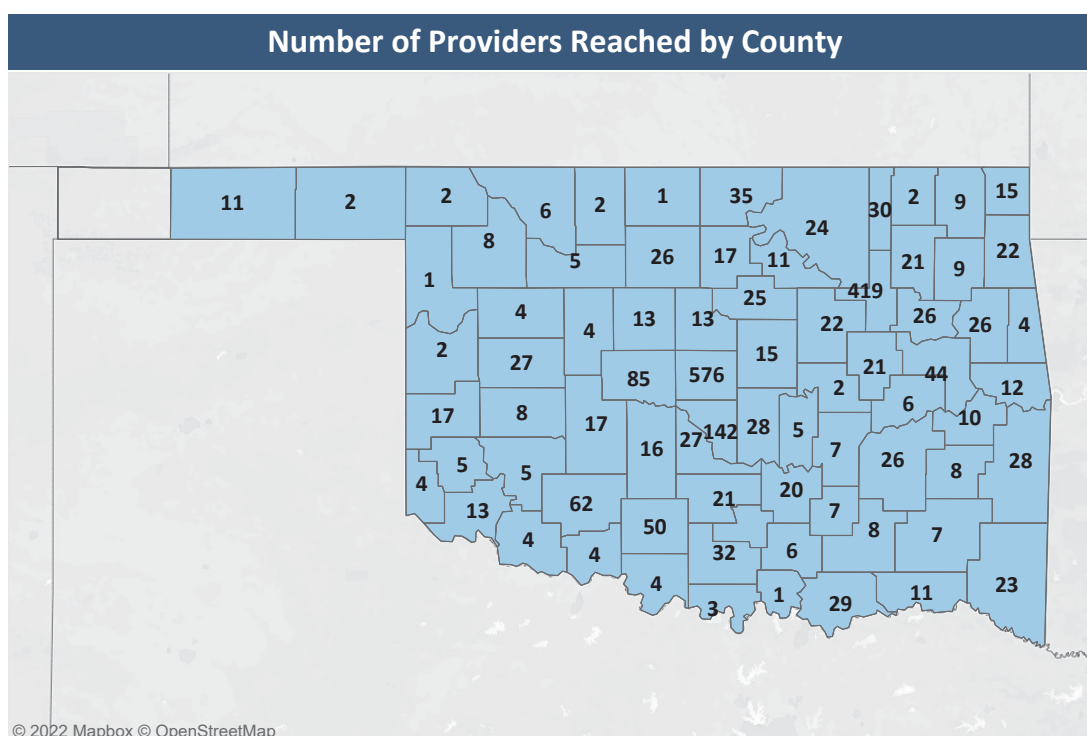 Number of Providers Reached by County
11 2 2 6 2 1 35 24 30 2 9 15
8 5 26 17 11 21 9 22
1 4 4 13 13 25 22 419 26 26 4
2 27 85 576 15 2 21 44 12
17 8 17 16 27 142 28 5 7 6 10 28
4 5 5 62 21 20 26 8
13 4 4 50 32 6 7 8 7
4 3 1 29 11 23
© 2022 Mapbox © OpenStreetMap